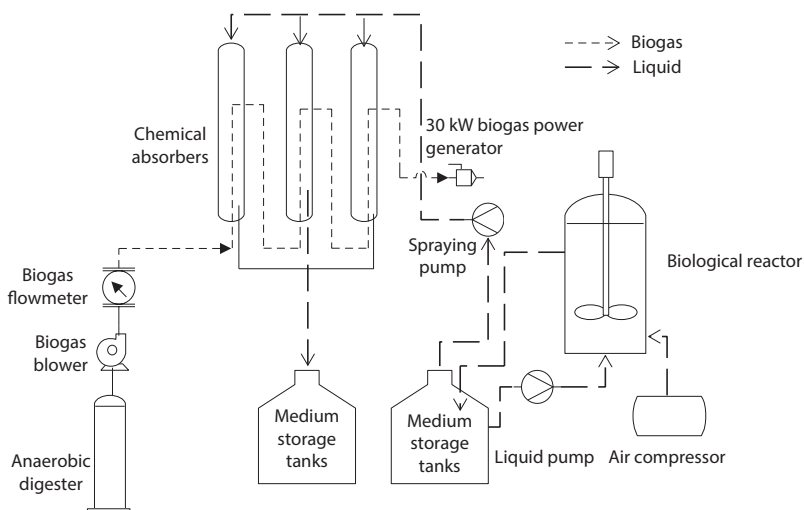 Biogas
Liquid
Chemical
absorbers
30 kW biogas power
generator
Spraying
pump
Biological reactor
Biogas
flowmeter
Biogas
blower
Medium
storage
tanks
Medium
storage
tanks
Liquid pump
Air compressor
Anaerobic
digester